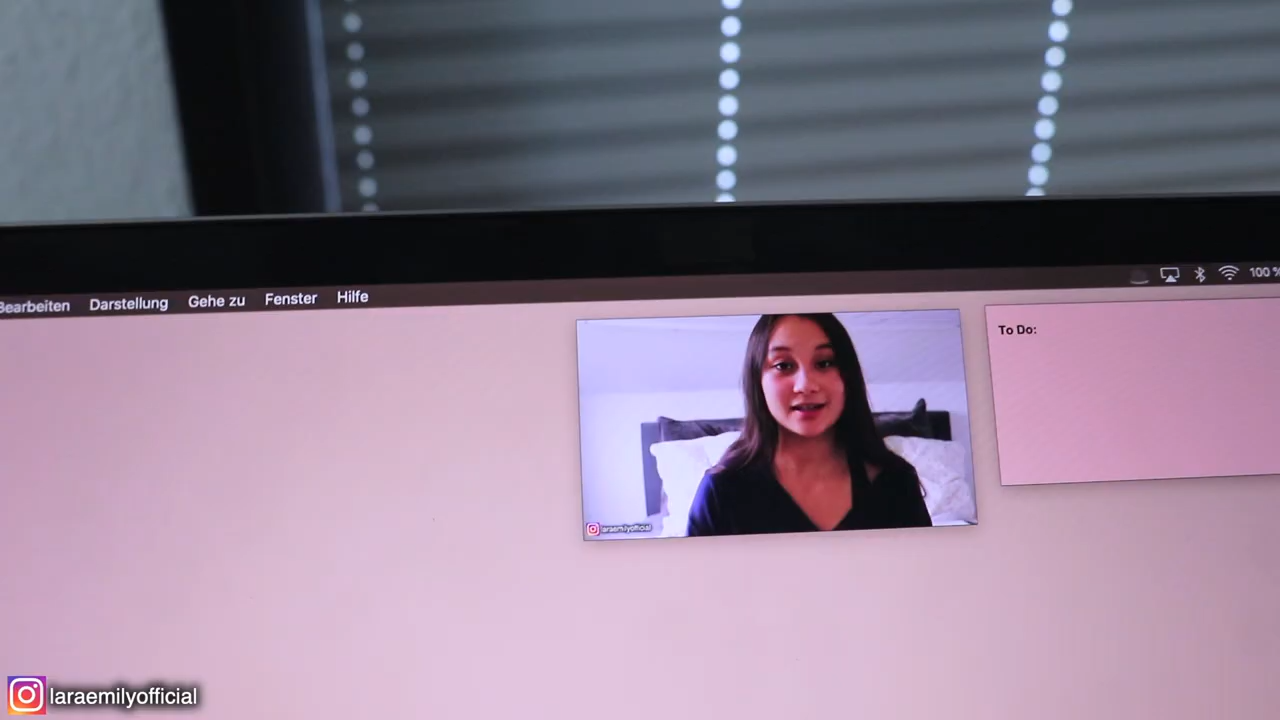 Bearbeiten Darstellung Gehe zu Fenster Hilfe
100 %
To Do:
laraemilyofficial
laraemilyofficial